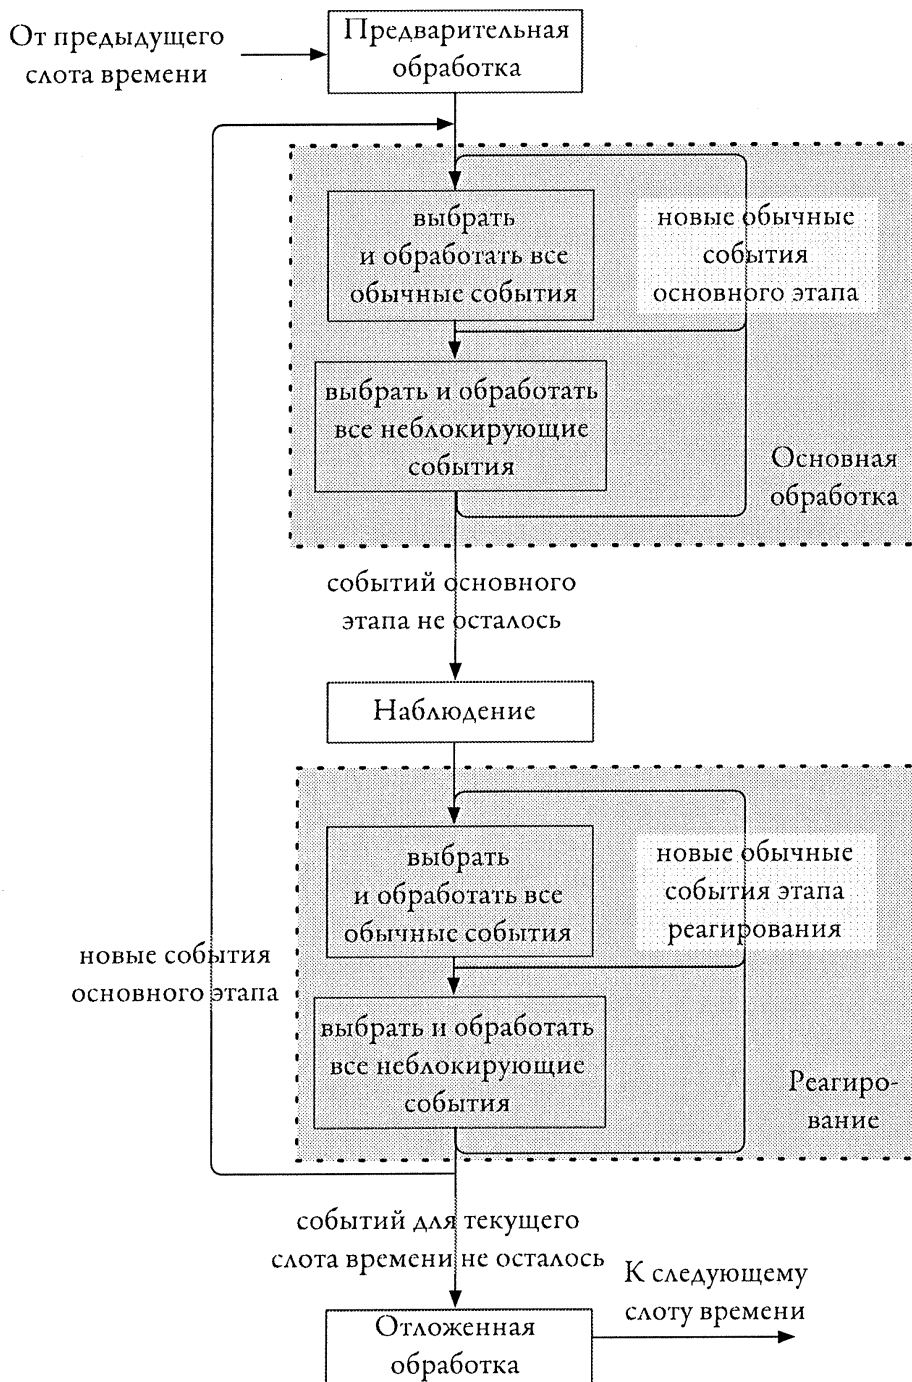 От предыдущего
слота времени
Предварительная
обработка
выбрать
и обработать все
обычные события
новые обычные
события
основного этапа
выбрать и обработать
все неблокирующие
события
Основная
обработка
событий основного
этапа не осталось
Наблюдение
выбрать
и обработать все
обычные события
новые обычные
события этапа
реагирования
новые события
основного этапа
выбрать и обработать
все неблокирующие
события
Реагиро-
вание
событий для текущего
слота времени не осталось
К следующему
слоту времени
Отложенная
обработка